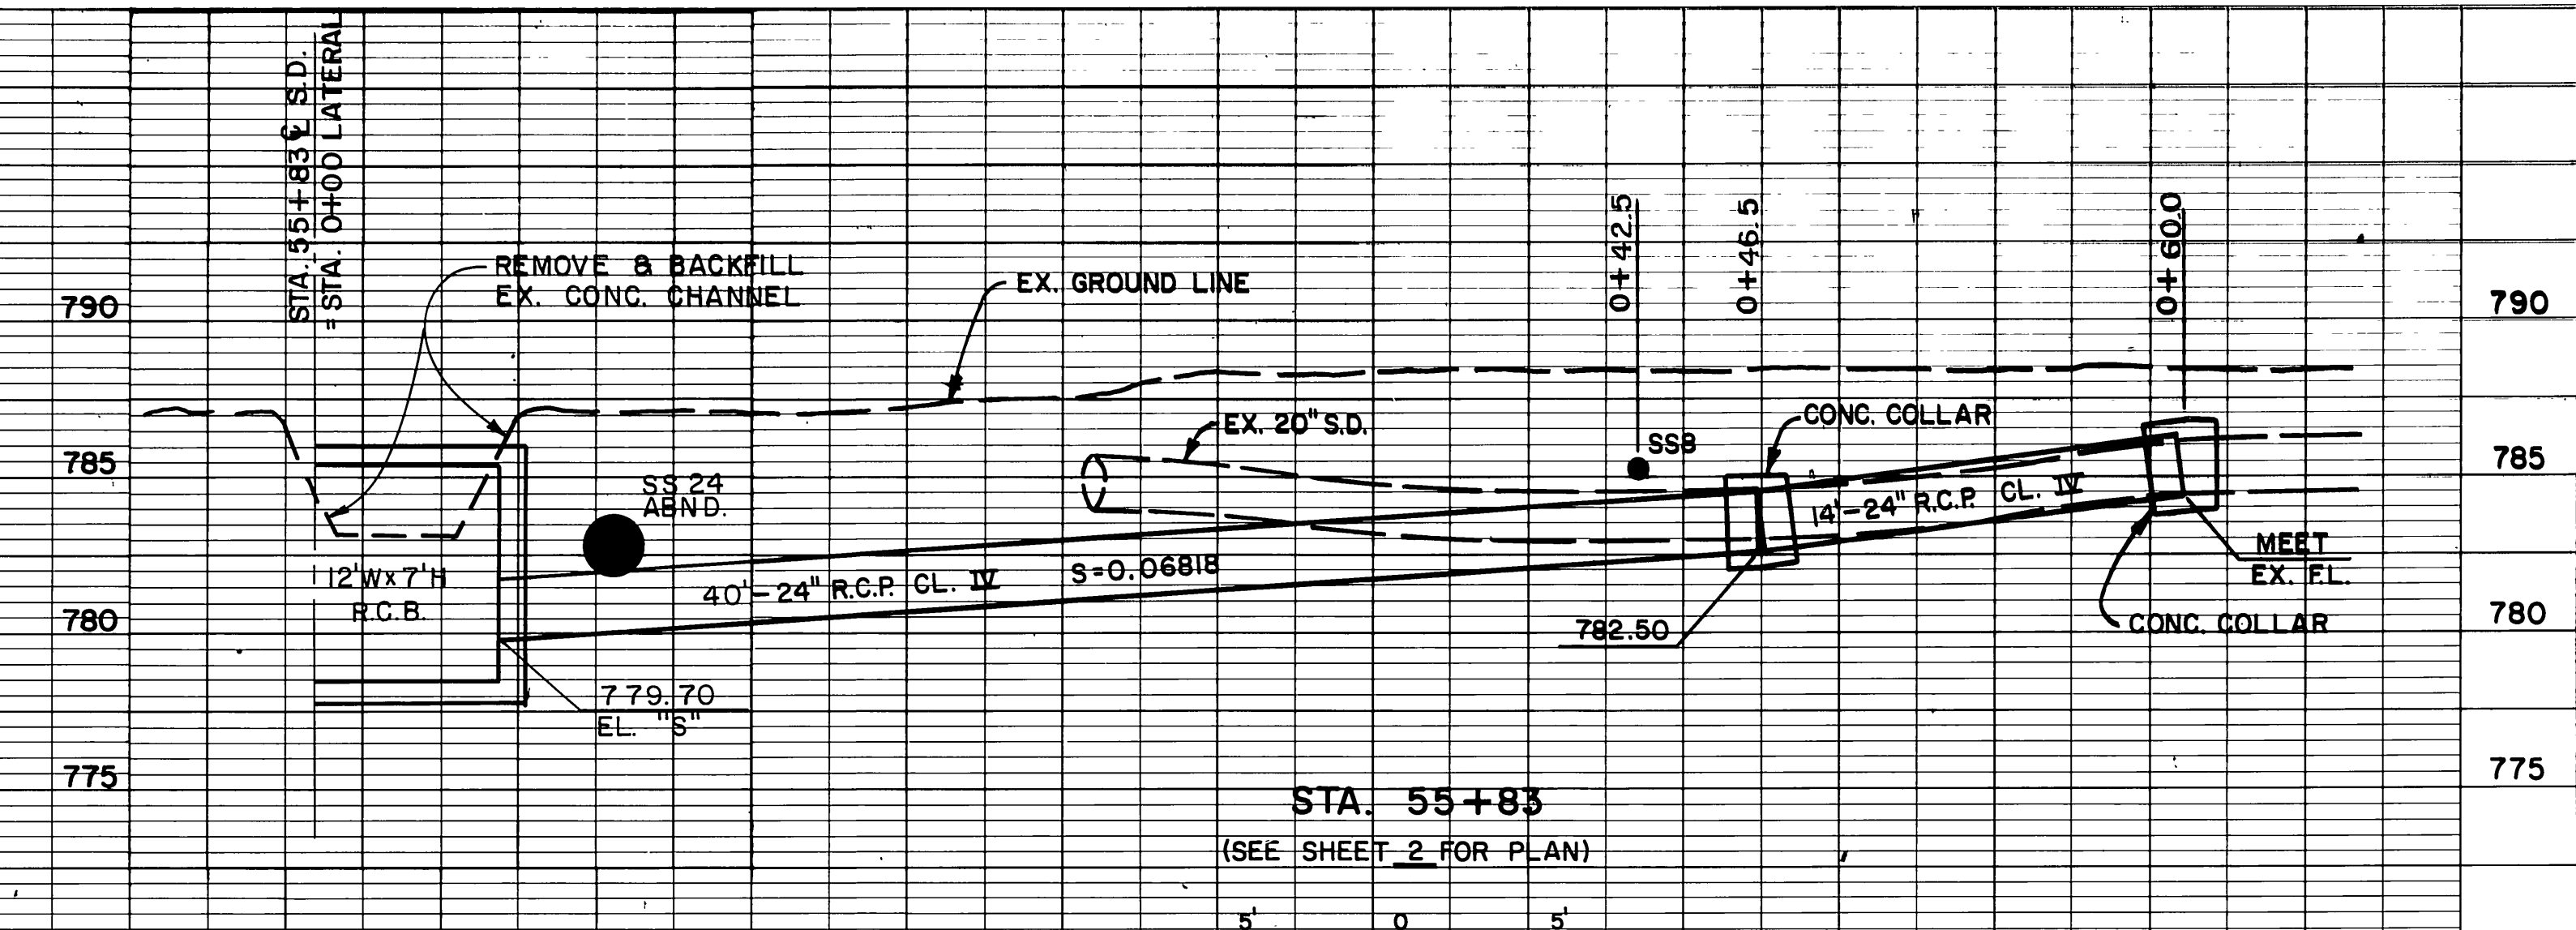 STA. 55+83 ℄ S.D.
= STA. 0+00 LATERAL
REMOVE & BACKFILL
EX. CONC. CHANNEL
EX. GROUND LINE
0+42.5
0+46.5
0+60.0
790
790
EX. 20" S.D.
CONC. COLLAR
SS8
785
785
SS 24
ABND.
14'-24" R.C.P. CL. IV
MEET
EX. F.L.
12'W x 7'H
R.C.B.
40'-24" R.C.P. CL. IV
S=0.06818
780
780
782.50
CONC. COLLAR
779.70
EL. "S"
775
775
STA. 55+83
(SEE SHEET 2 FOR PLAN)
5' 0 5'